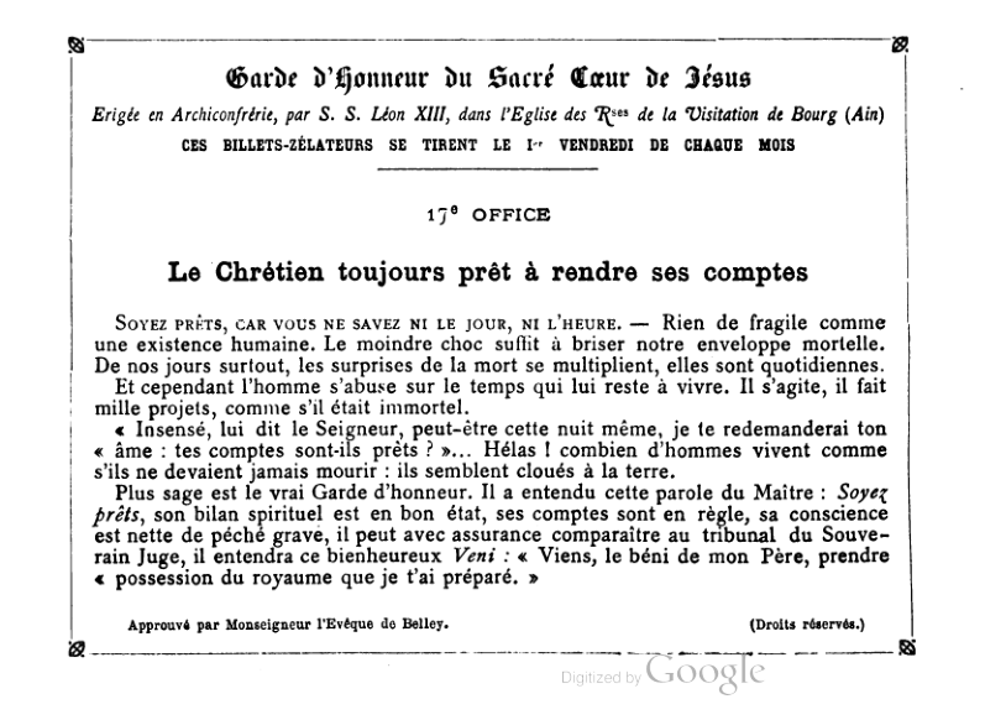 Garde d'Honneur du Sacré Cœur de Jésus
Erigée en Archiconfrérie, par S. S. Léon XIII, dans l'Eglise des Rses de la Visitation de Bourg (Ain)
CES BILLETS-ZÉLATEURS SE TIRENT LE Ier VENDREDI DE CHAQUE MOIS
17e OFFICE
Le Chrétien toujours prêt à rendre ses comptes
SOYEZ PRÊTS, CAR VOUS NE SAVEZ NI LE JOUR, NI L'HEURE. — Rien de fragile comme
une existence humaine. Le moindre choc suffit à briser notre enveloppe mortelle.
De nos jours surtout, les surprises de la mort se multiplient, elles sont quotidiennes.
Et cependant l'homme s'abuse sur le temps qui lui reste à vivre. Il s'agite, il fait
mille projets, comme s'il était immortel.
« Insensé, lui dit le Seigneur, peut-être cette nuit même, je te redemanderai ton
« âme : tes comptes sont-ils prêts ? »... Hélas ! combien d'hommes vivent comme
s'ils ne devaient jamais mourir : ils semblent cloués à la terre.
Plus sage est le vrai Garde d'honneur. Il a entendu cette parole du Maître : Soyez
prêts, son bilan spirituel est en bon état, ses comptes sont en règle, sa conscience
est nette de péché grave, il peut avec assurance comparaître au tribunal du Souve-
rain Juge, il entendra ce bienheureux Veni : « Viens, le béni de mon Père, prendre
« possession du royaume que je t'ai préparé. »
Approuvé par Monseigneur l'Evêque de Belley.
(Droits réservés.)
Digitized by Google